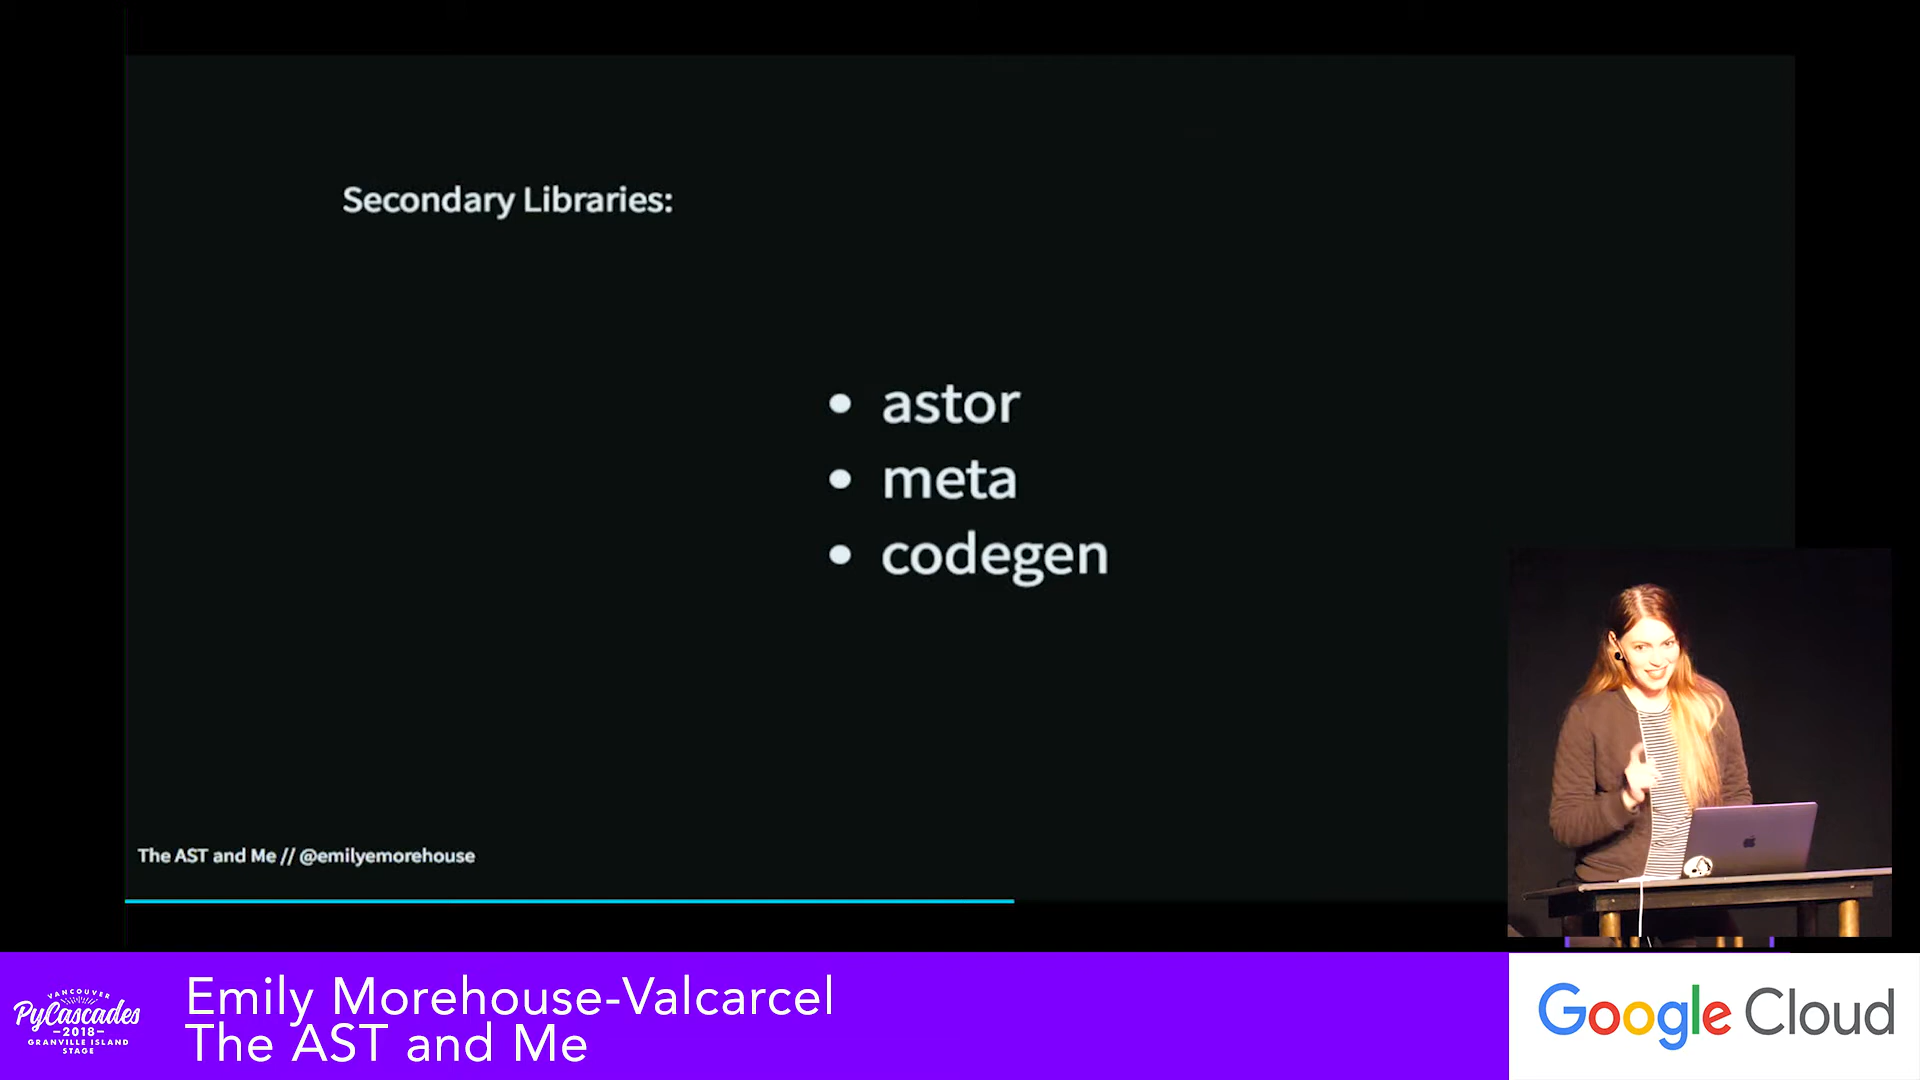 Secondary Libraries:
• astor
• meta
• codegen
The AST and Me // @emilyemorehouse
VANCOUVER
PyCascades
-2018-
GRANVILLE ISLAND
STAGE
Emily Morehouse-Valcarcel
The AST and Me
Google Cloud